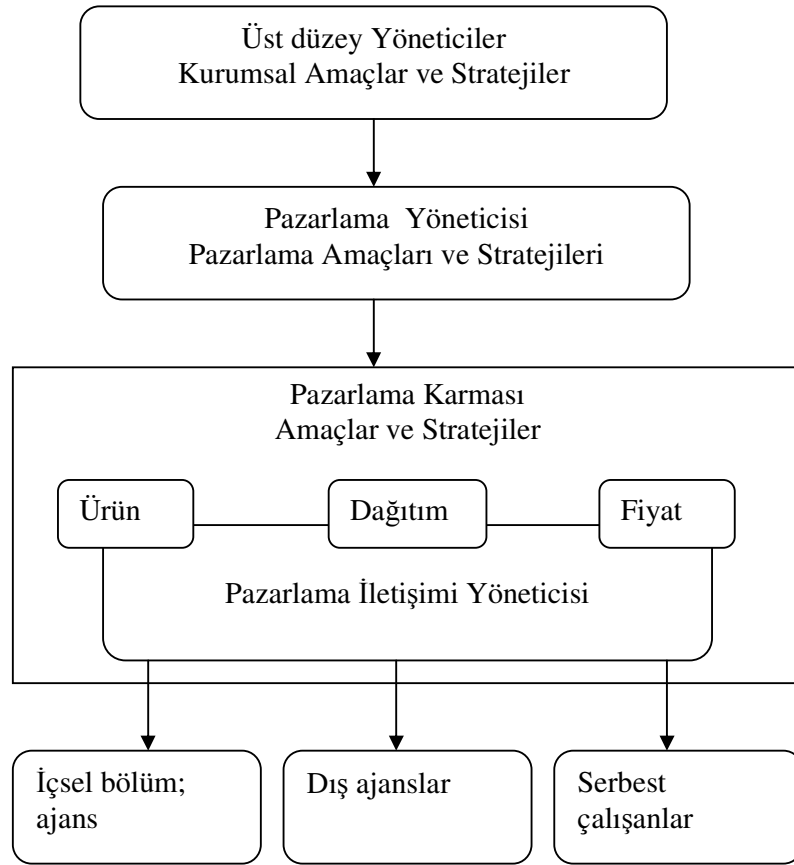 Üst düzey Yöneticiler
Kurumsal Amaçlar ve Stratejiler
Pazarlama Yöneticisi
Pazarlama Amaçları ve Stratejileri
Pazarlama Karması
Amaçlar ve Stratejiler
Ürün
Dağıtım
Fiyat
Pazarlama İletişimi Yöneticisi
İçsel bölüm;
ajans
Dış ajanslar
Serbest
çalışanlar